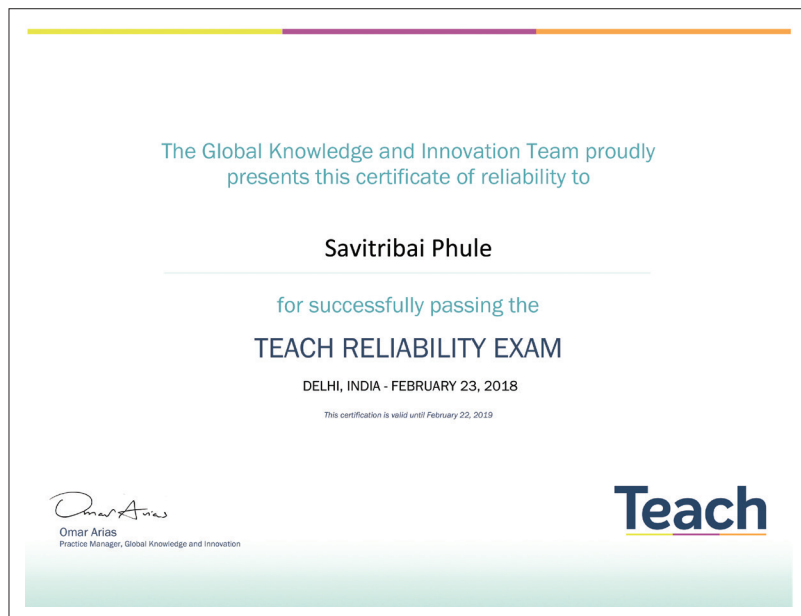 The Global Knowledge and Innovation Team proudly
presents this certificate of reliability to
Savitribai Phule
for successfully passing the
TEACH RELIABILITY EXAM
DELHI, INDIA - FEBRUARY 23, 2018
This certification is valid until February 22, 2019
Omar Arias
Omar Arias
Practice Manager, Global Knowledge and Innovation
Teach